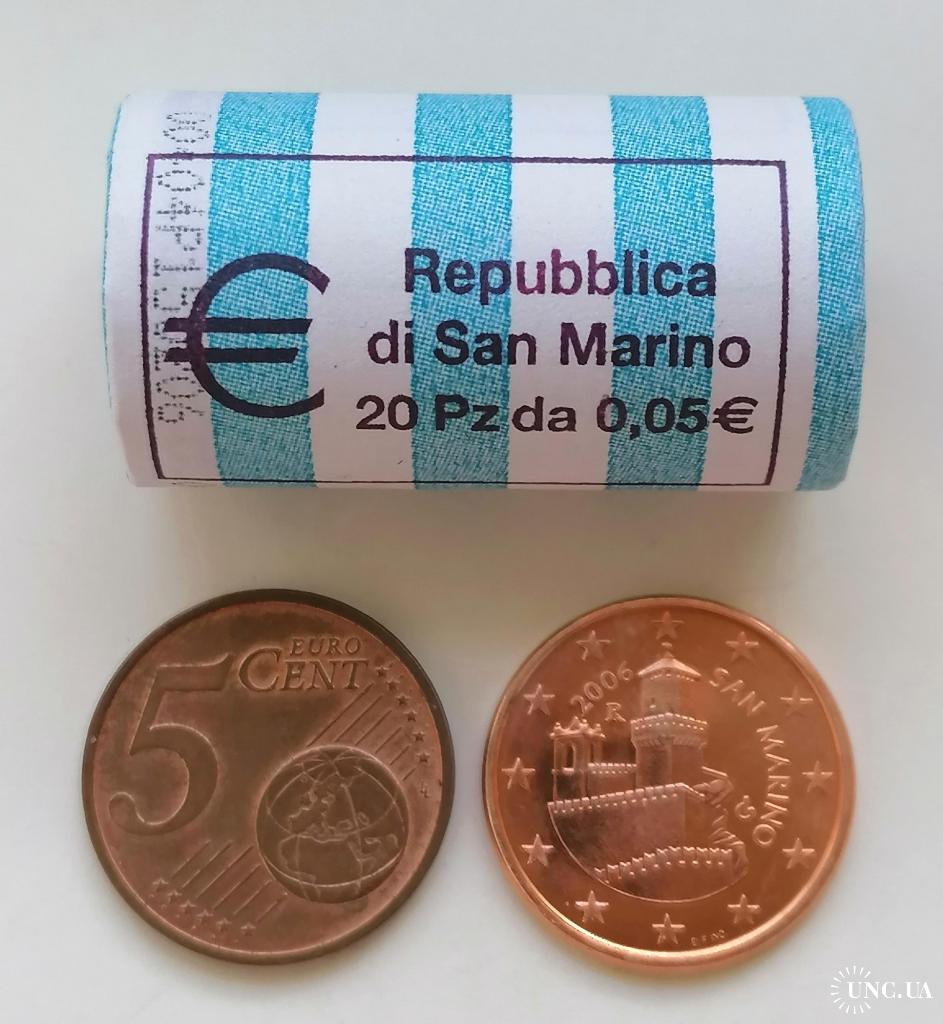 €
Repubblica
di San Marino
20 Pz da 0,05€
5
EURO
CENT
2006
R
SAN MARINO
UNC.UA